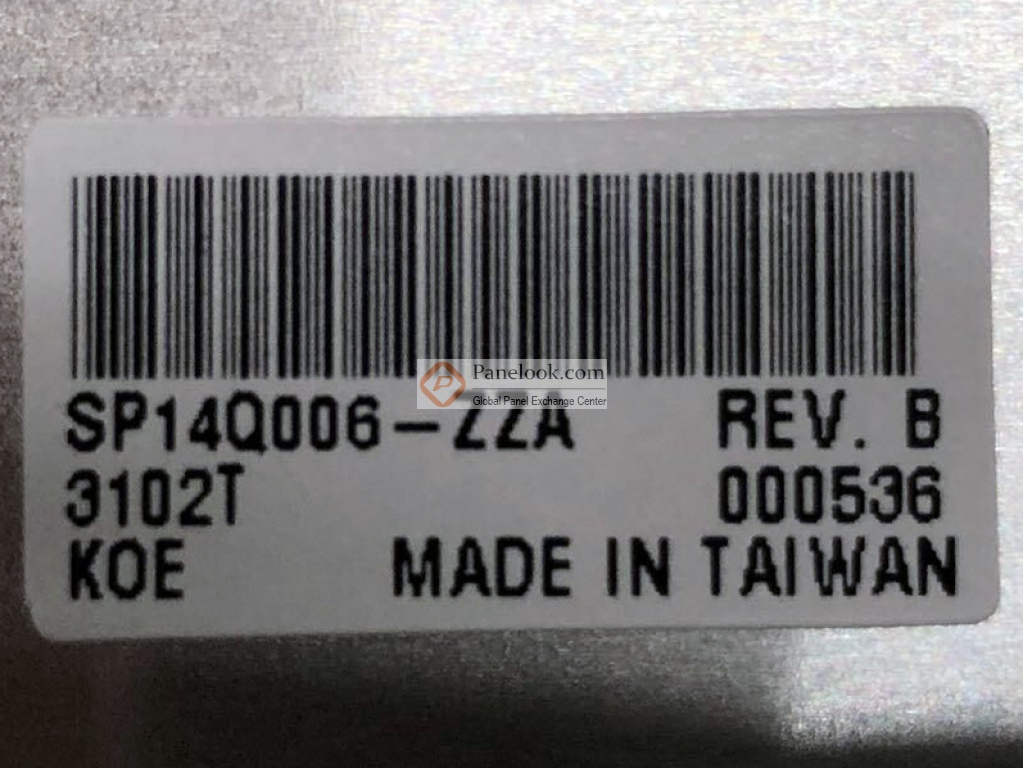 Panelook.com
Global Panel Exchange Center
SP14Q006-ZZA REV. B
3102T 000536
KOE MADE IN TAIWAN